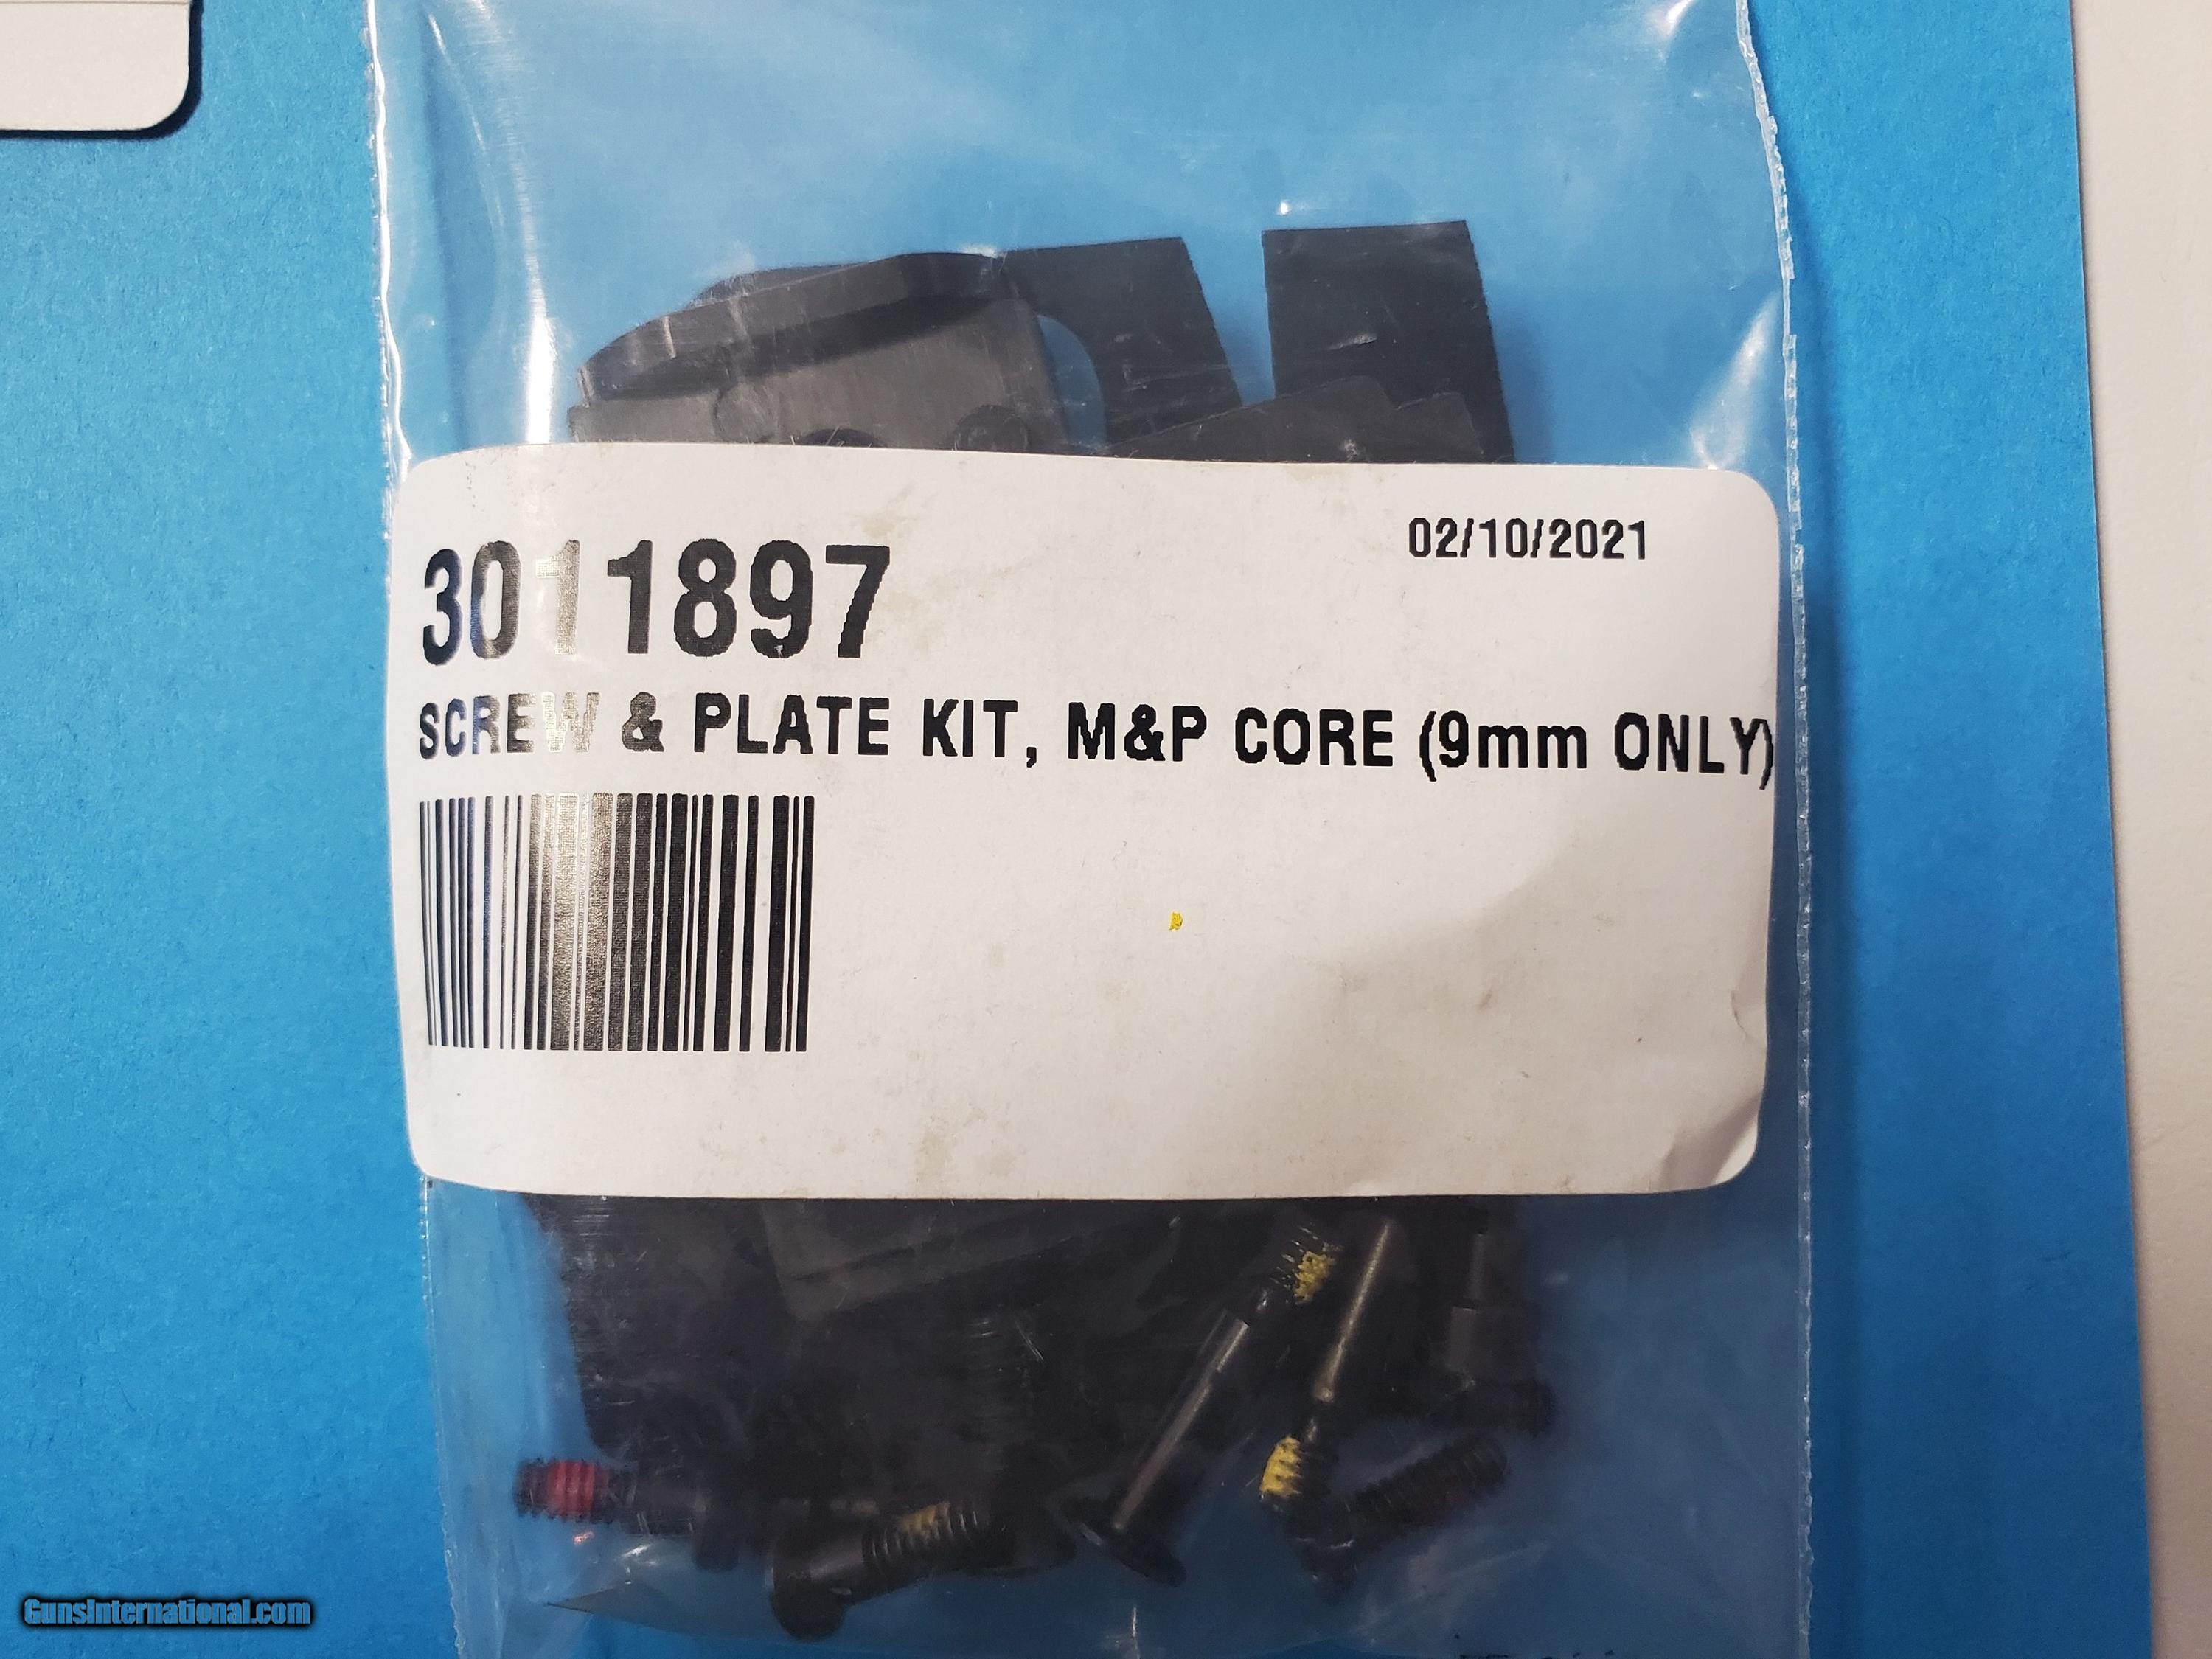 02/10/2021
3011897
SCREW & PLATE KIT, M&P CORE (9mm ONLY)
GunsInternational.com